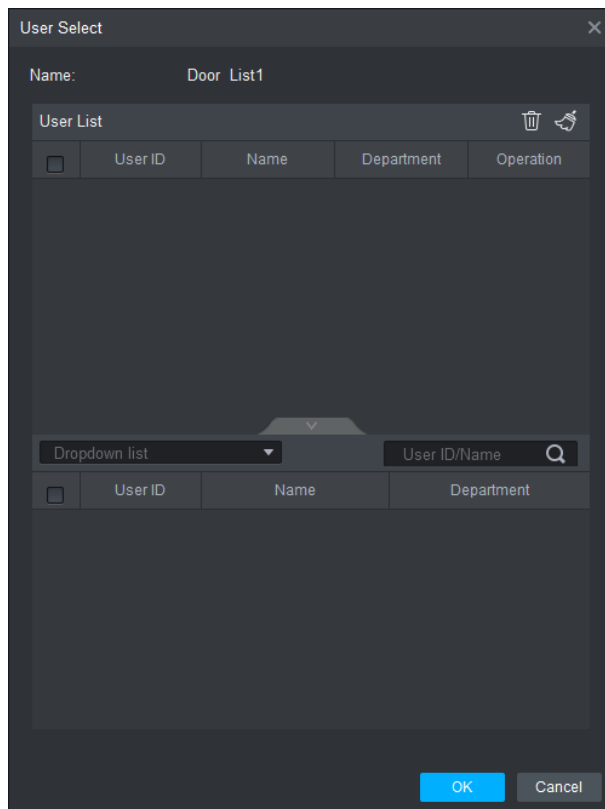 User Select
Name: Door List1
User List
User ID Name Department Operation
Dropdown list User ID/Name
User ID Name Department
OK Cancel